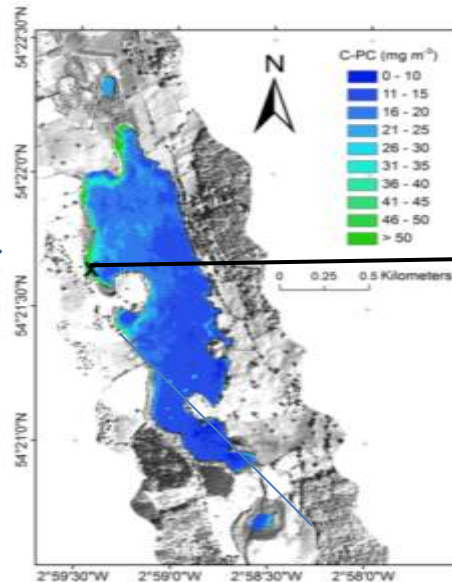 54°22'30"N
54°22'0"N
54°21'30"N
54°21'0"N
C-PC (mg m⁻³)
0 - 10
11 - 15
16 - 20
21 - 25
26 - 30
31 - 35
36 - 40
41 - 45
46 - 50
> 50
N
X
0 0.25 0.5 Kilometers
2°59'30"W 2°59'0"W 2°58'30"W 2°58'0"W